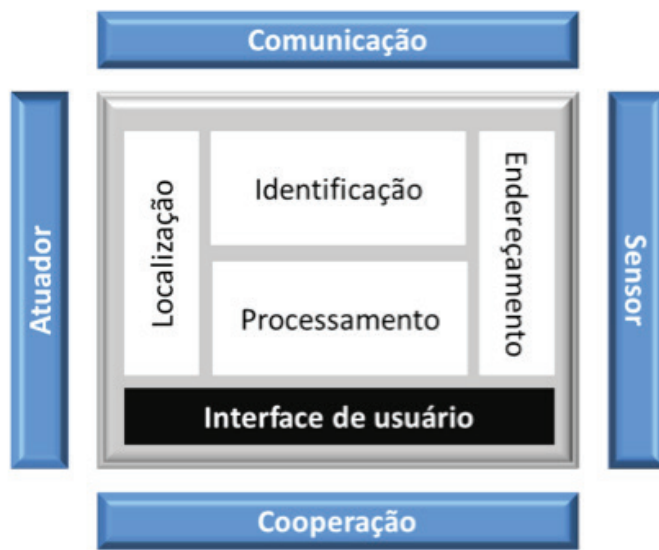 Comunicação
Atuador
Localização
Identificação
Processamento
Endereçamento
Sensor
Interface de usuário
Cooperação